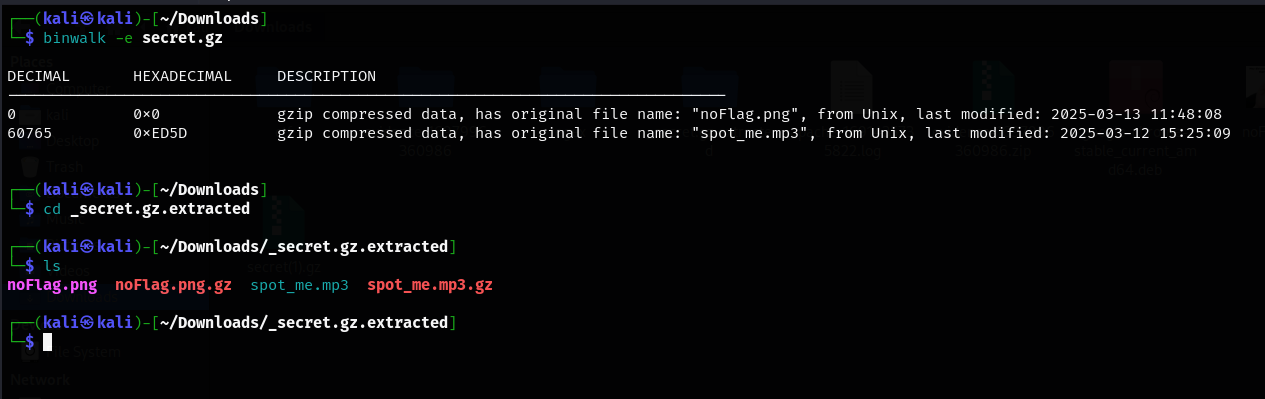 ┌──(kali㉿kali)-[~/Downloads]
└─$ binwalk -e secret.gz
DECIMAL       HEXADECIMAL     DESCRIPTION
--------------------------------------------------------------------------------
0             0×0             gzip compressed data, has original file name: "noFlag.png", from Unix, last modified: 2025-03-13 11:48:08
60765         0×ED5D          gzip compressed data, has original file name: "spot_me.mp3", from Unix, last modified: 2025-03-12 15:25:09
┌──(kali㉿kali)-[~/Downloads]
└─$ cd _secret.gz.extracted
┌──(kali㉿kali)-[~/Downloads/_secret.gz.extracted]
└─$ ls
noFlag.png  noFlag.png.gz  spot_me.mp3  spot_me.mp3.gz
┌──(kali㉿kali)-[~/Downloads/_secret.gz.extracted]
└─$